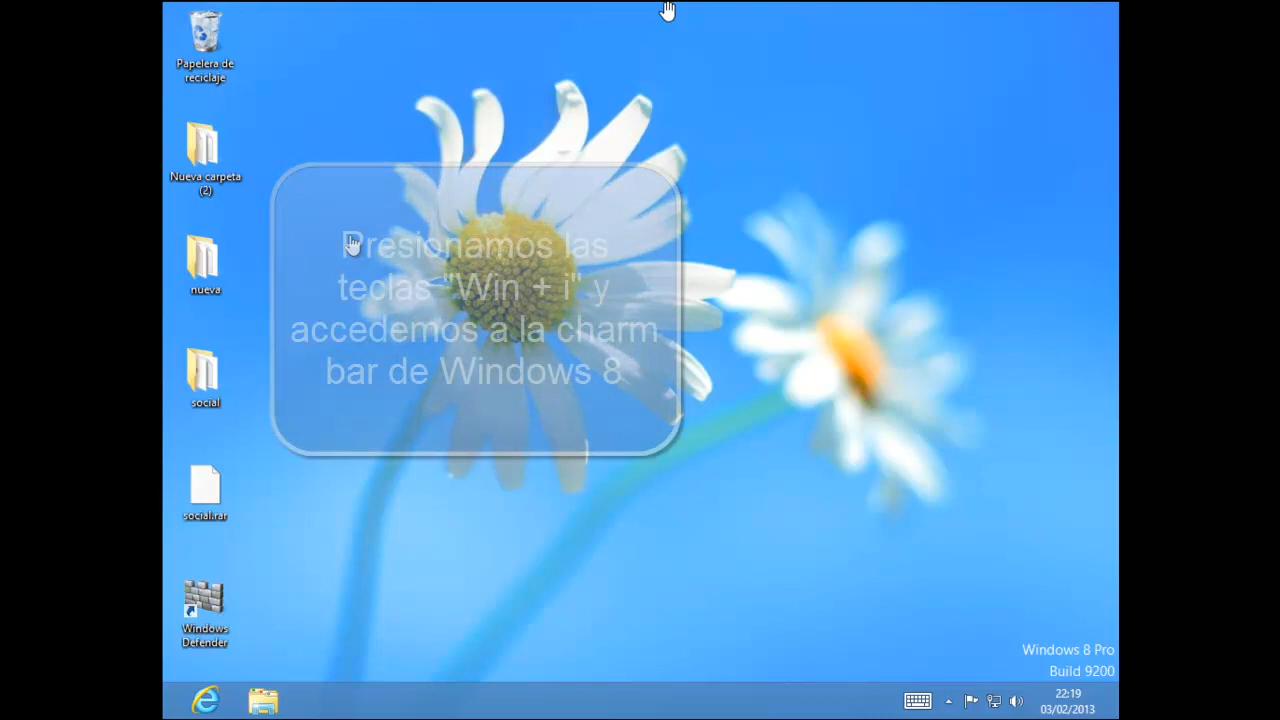 Papelera de
reciclaje
Nueva carpeta
(2)
nueva
social
social.rar
Windows
Defender
Presionamos las
teclas "Win + i" y
accedemos a la charm
bar de Windows 8
Windows 8 Pro
Build 9200
22:19
03/02/2013